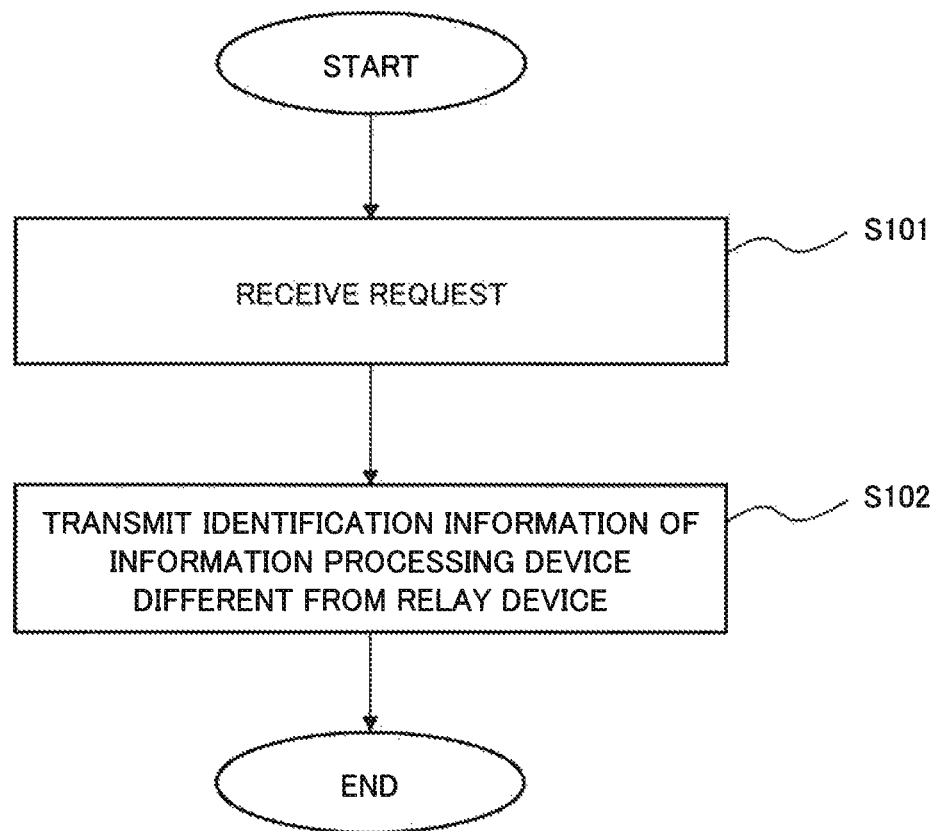 START
RECEIVE REQUEST
S101
TRANSMIT IDENTIFICATION INFORMATION OF
INFORMATION PROCESSING DEVICE
DIFFERENT FROM RELAY DEVICE
S102
END